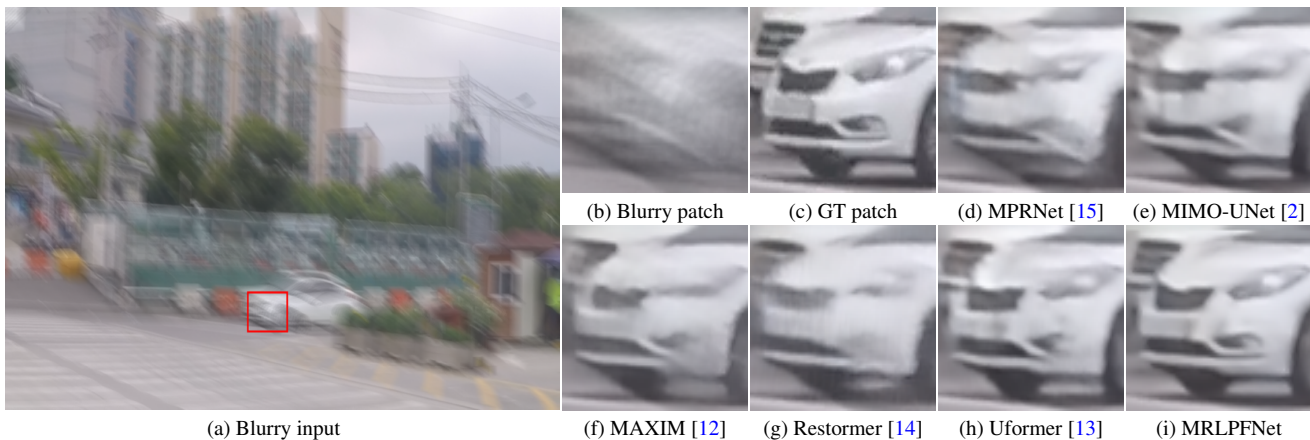 (b) Blurry patch
(c) GT patch
(d) MPRNet [15]
(e) MIMO-UNet [2]
(a) Blurry input
(f) MAXIM [12]
(g) Restormer [14]
(h) Uformer [13]
(i) MRLPFNet